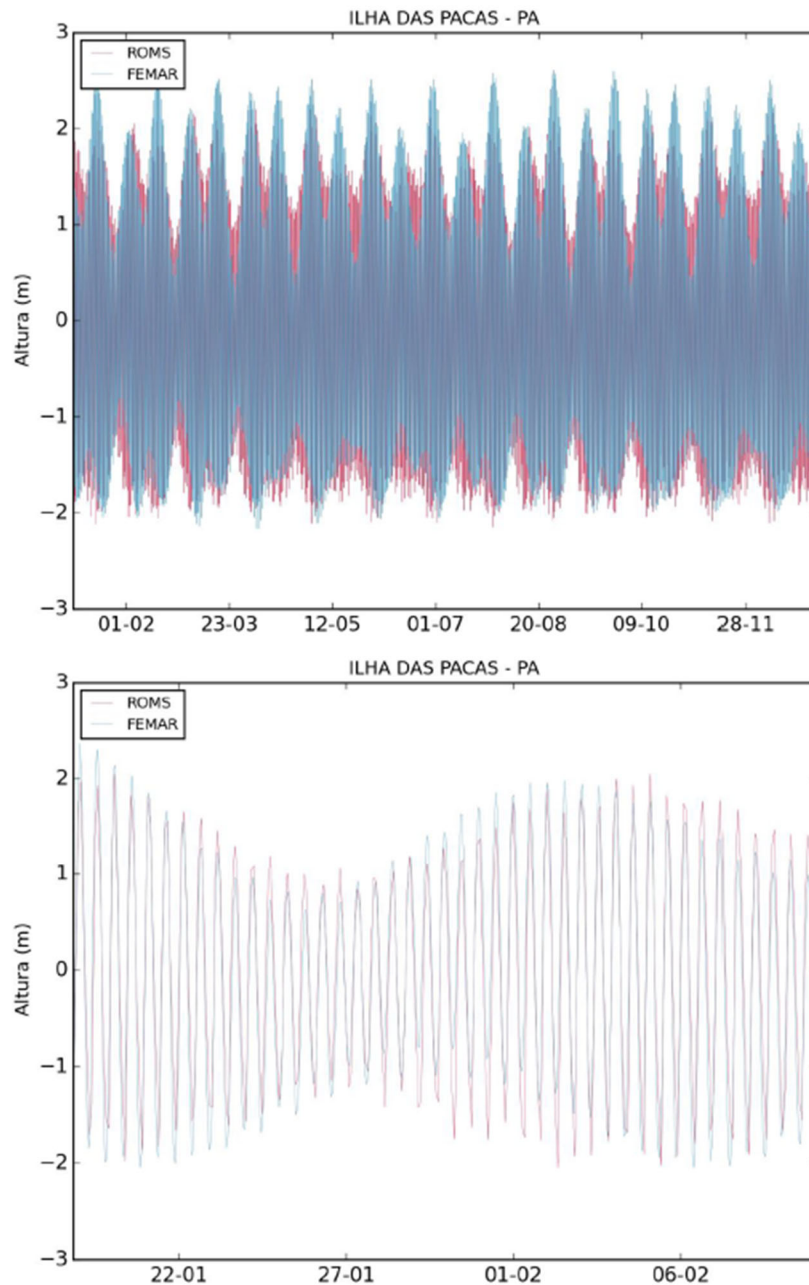 ILHA DAS PACAS - PA
3
ROMS
FEMAR
2
1
0
−1
−2
−3
Altura (m)
01-02 23-03 12-05 01-07 20-08 09-10 28-11
ILHA DAS PACAS - PA
3
ROMS
FEMAR
2
1
0
−1
−2
−3
Altura (m)
22-01 27-01 01-02 06-02